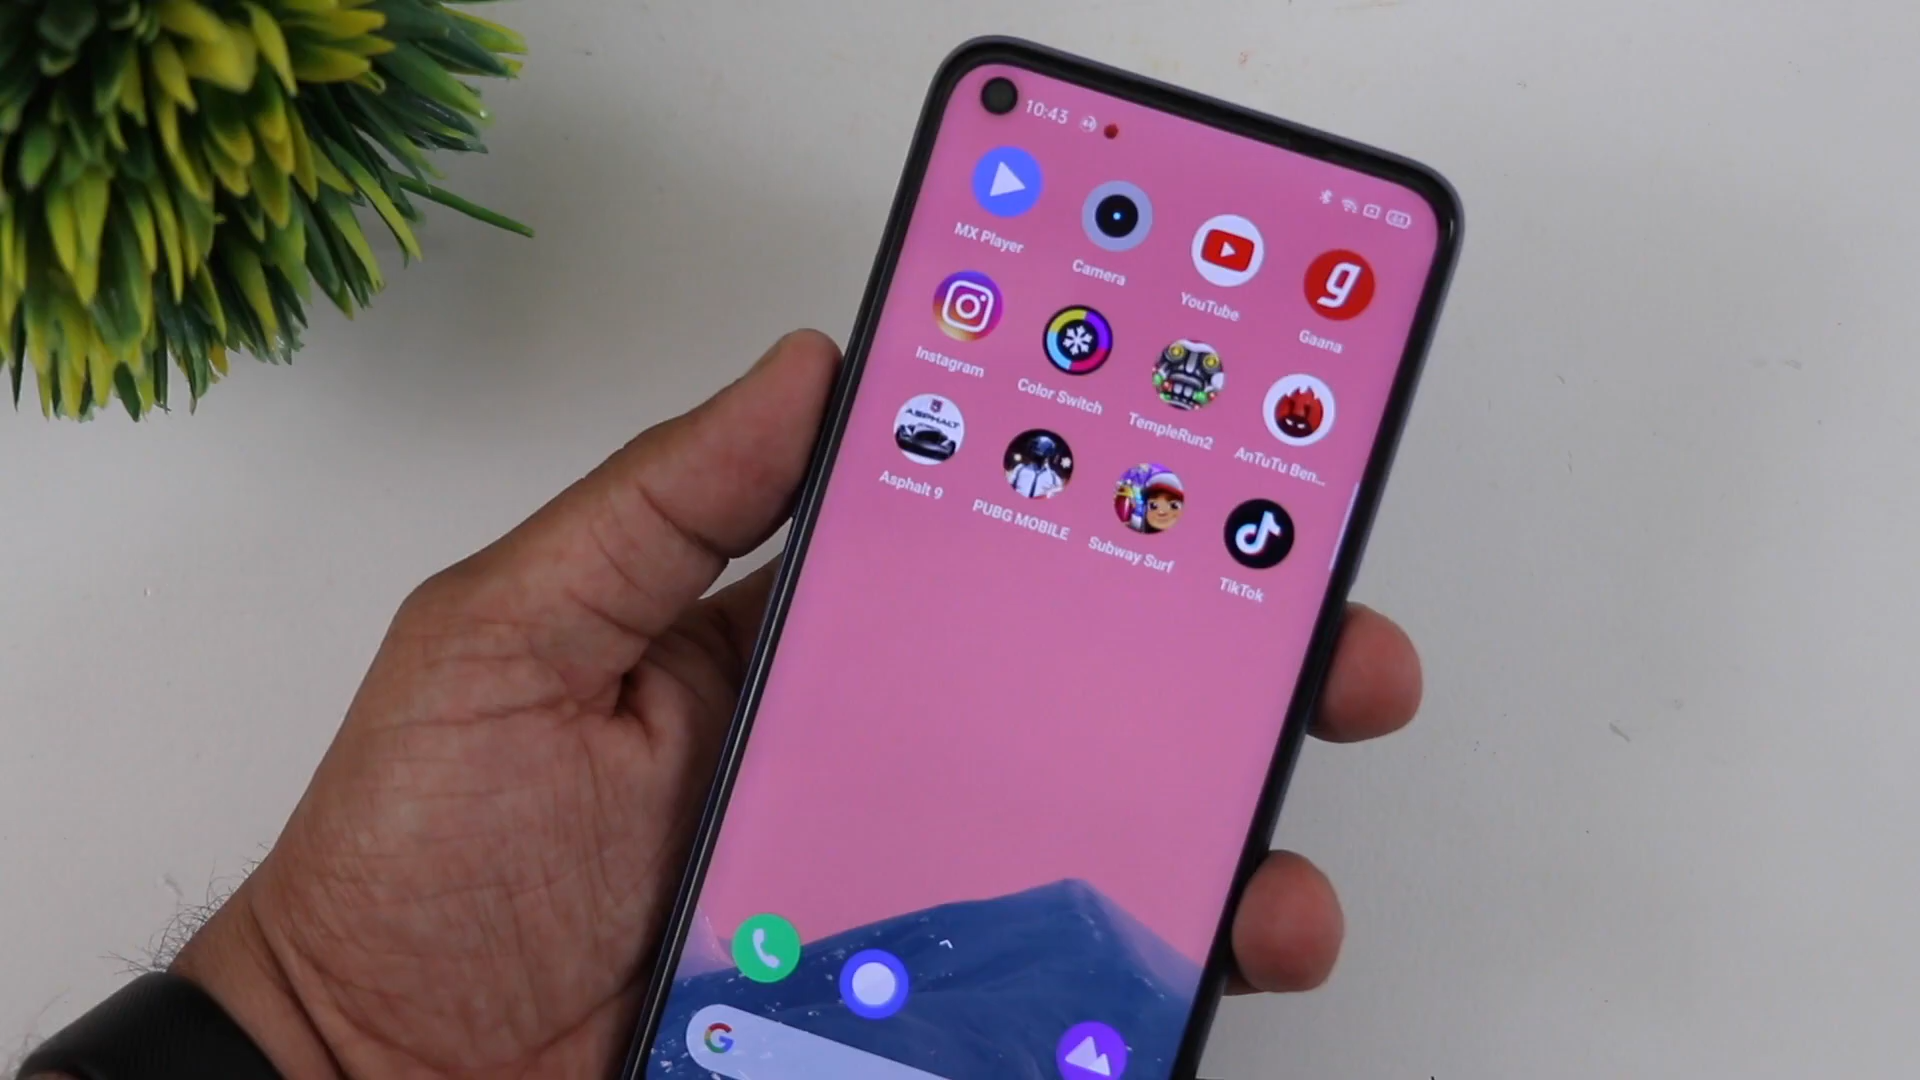 10:43
MX Player
Camera
YouTube
Gaana
Instagram
Color Switch
TempleRun2
AnTuTu Ben...
ASPHALT
Asphalt 9
PUBG MOBILE
Subway Surf
TikTok